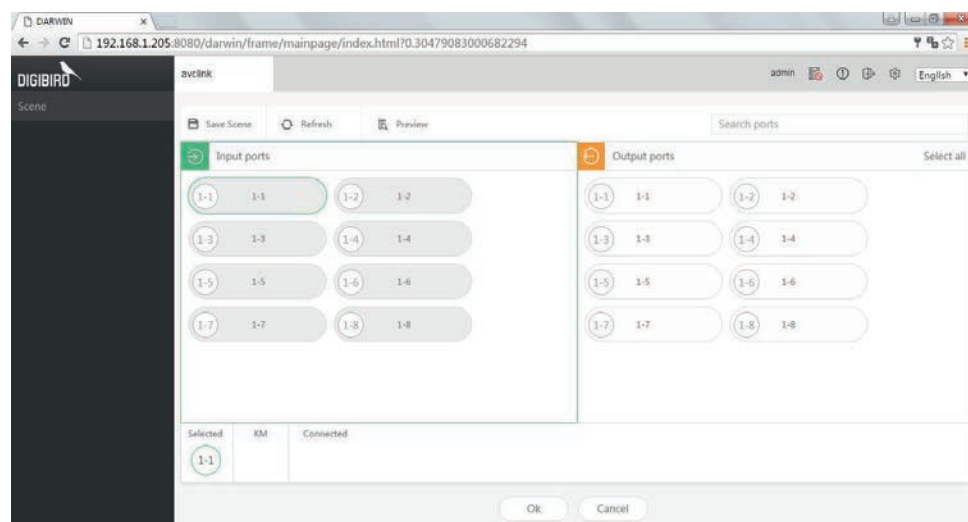 DARWIN
192.168.1.205:8080/darwin/frame/mainpage/index.html?0.30479083000682294
DIGIBIRD
avclink
admin
English
Scene
Save Scene Refresh Preview
Search ports
Input ports
Output ports
Select all
1-1 1-1 1-2 1-2
1-3 1-3 1-4 1-4
1-5 1-5 1-6 1-6
1-7 1-7 1-8 1-8
1-1 1-1 1-2 1-2
1-3 1-3 1-4 1-4
1-5 1-5 1-6 1-6
1-7 1-7 1-8 1-8
Selected KM Connected
1-1
Ok Cancel